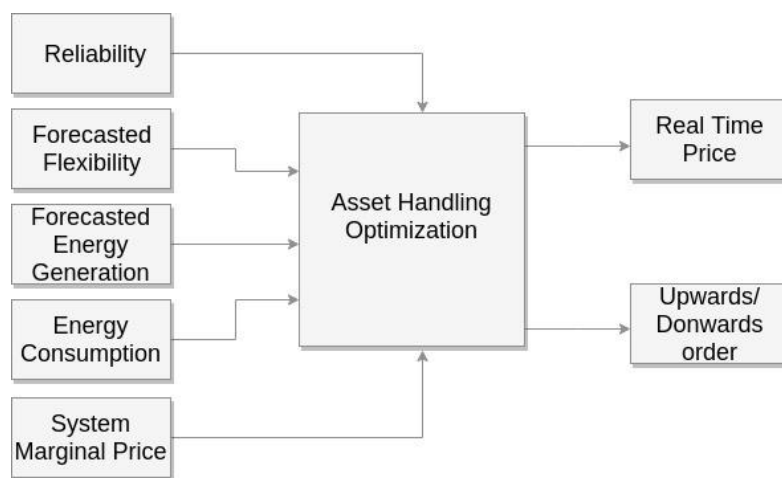 Reliability
Forecasted
Flexibility
Forecasted
Energy
Generation
Energy
Consumption
System
Marginal Price
Asset Handling
Optimization
Real Time
Price
Upwards/
Donwards
order